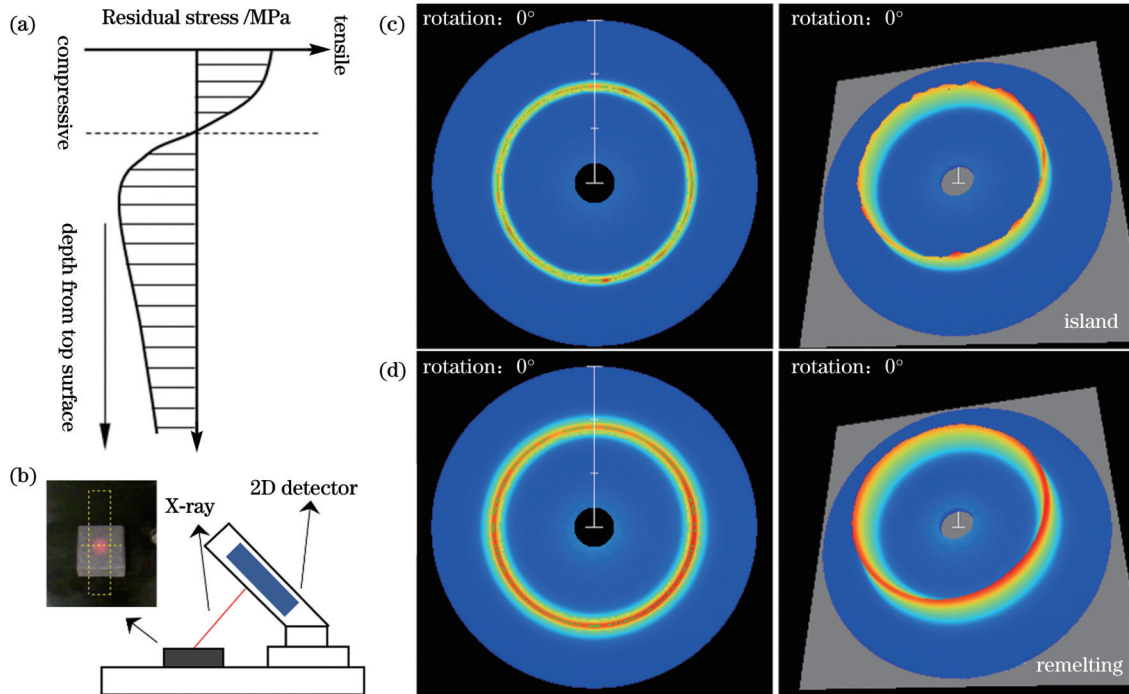 (a)
Residual stress /MPa
tensile
compressive
depth from top surface
(b)
X-ray
2D detector
(c)
rotation：0°
rotation：0°
island
(d)
rotation：0°
rotation：0°
remelting